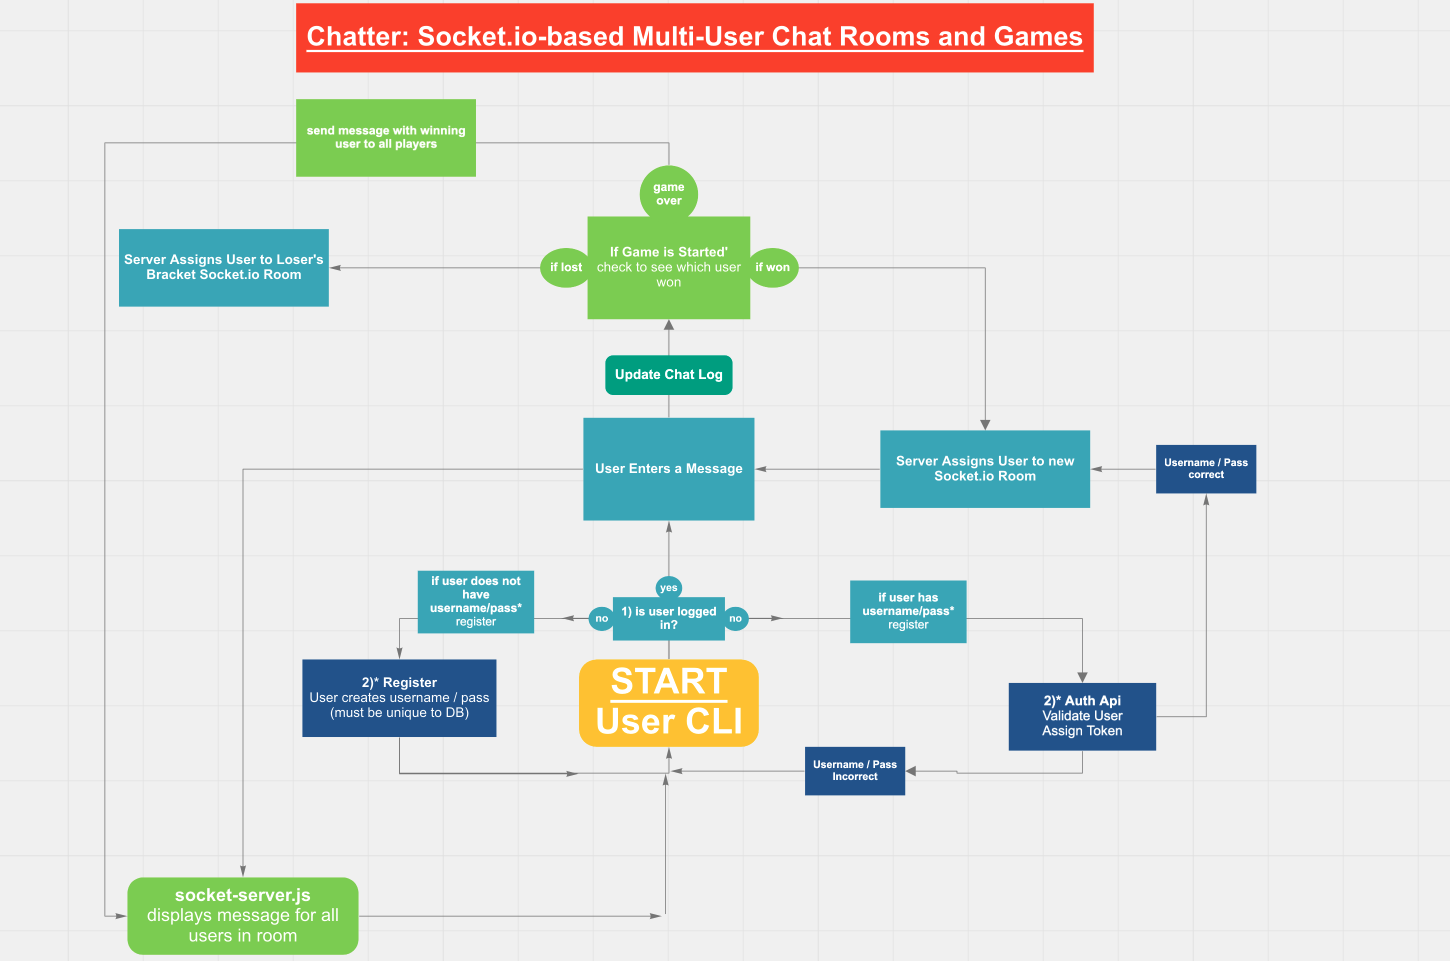 Chatter: Socket.io-based Multi-User Chat Rooms and Games
send message with winning
user to all players
game
over
Server Assigns User to Loser's
Bracket Socket.io Room
if lost
If Game is Started'
check to see which user
won
if won
Update Chat Log
User Enters a Message
Server Assigns User to new
Socket.io Room
Username / Pass
correct
if user does not
have
username/pass*
register
yes
no
1) is user logged
in?
no
if user has
username/pass*
register
2)* Register
User creates username / pass
(must be unique to DB)
START
User CLI
2)* Auth Api
Validate User
Assign Token
Username / Pass
Incorrect
socket-server.js
displays message for all
users in room